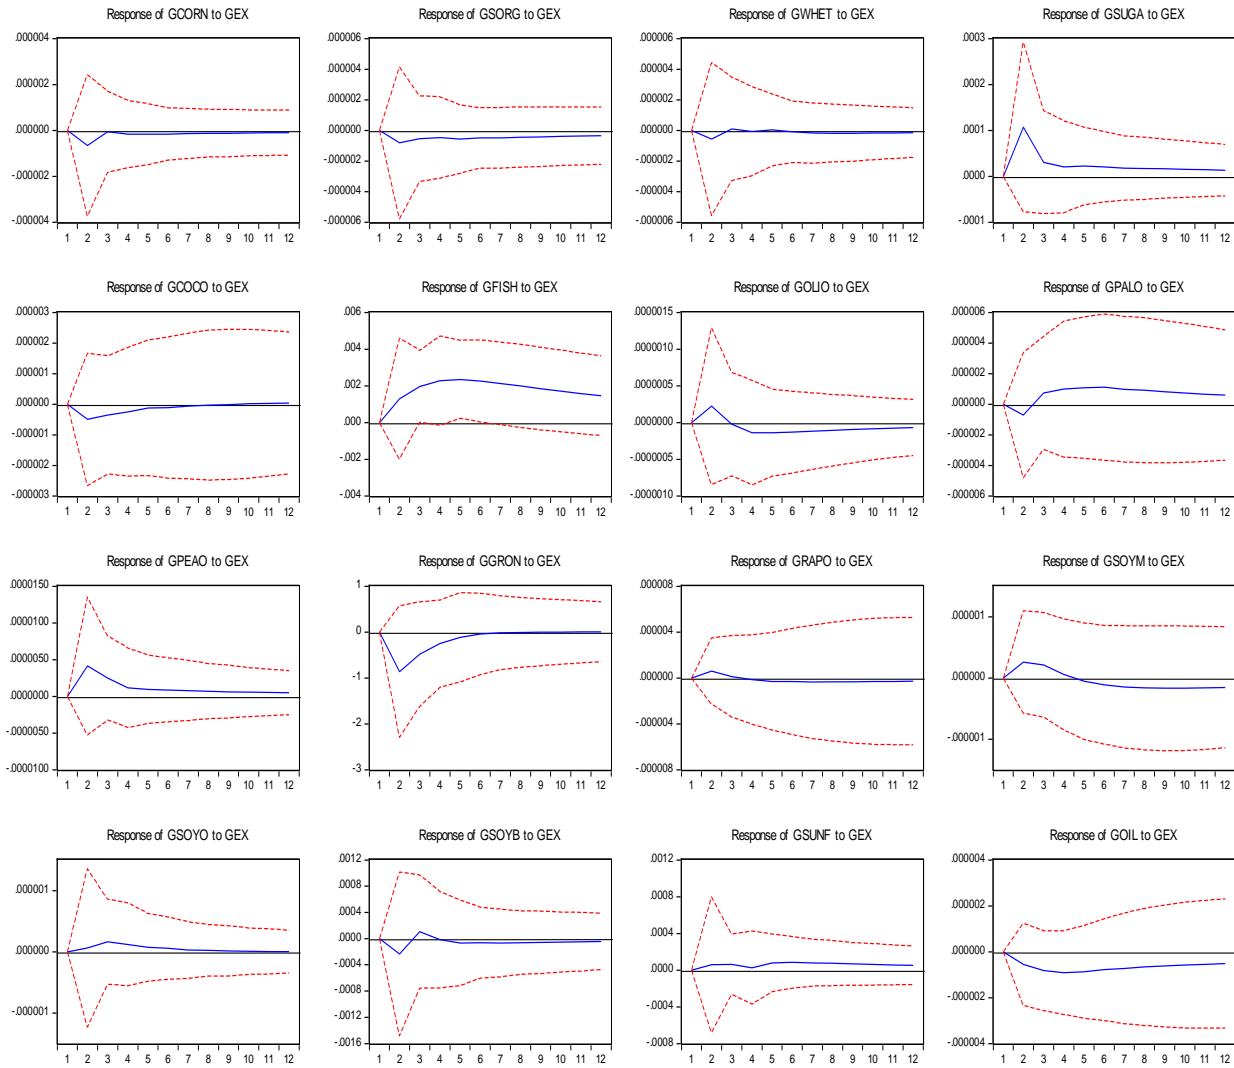 Response of GCORN to GEX
.000004
.000002
.000000
-.000002
-.000004
1 2 3 4 5 6 7 8 9 10 11 12
Response of GSORG to GEX
.000006
.000004
.000002
.000000
-.000002
-.000004
-.000006
1 2 3 4 5 6 7 8 9 10 11 12
Response of GWHET to GEX
.000006
.000004
.000002
.000000
-.000002
-.000004
-.000006
1 2 3 4 5 6 7 8 9 10 11 12
Response of GSUGA to GEX
.0003
.0002
.0001
.0000
-.0001
1 2 3 4 5 6 7 8 9 10 11 12
Response of GCOCO to GEX
.000003
.000002
.000001
.000000
-.000001
-.000002
-.000003
1 2 3 4 5 6 7 8 9 10 11 12
Response of GFISH to GEX
.006
.004
.002
.000
-.002
-.004
1 2 3 4 5 6 7 8 9 10 11 12
Response of GOLIO to GEX
.0000015
.0000010
.0000005
.0000000
-.0000005
-.0000010
1 2 3 4 5 6 7 8 9 10 11 12
Response of GPALO to GEX
.000006
.000004
.000002
.000000
-.000002
-.000004
-.000006
1 2 3 4 5 6 7 8 9 10 11 12
Response of GPEAO to GEX
.0000150
.0000100
.0000050
.0000000
-.0000050
-.0000100
1 2 3 4 5 6 7 8 9 10 11 12
Response of GGRON to GEX
1
0
-1
-2
-3
1 2 3 4 5 6 7 8 9 10 11 12
Response of GRAPO to GEX
.000008
.000004
.000000
-.000004
-.000008
1 2 3 4 5 6 7 8 9 10 11 12
Response of GSOYM to GEX
.000001
.000000
-.000001
1 2 3 4 5 6 7 8 9 10 11 12
Response of GSOYO to GEX
.000001
.000000
-.000001
1 2 3 4 5 6 7 8 9 10 11 12
Response of GSOYB to GEX
.0012
.0008
.0004
.0000
-.0004
-.0008
-.0012
-.0016
1 2 3 4 5 6 7 8 9 10 11 12
Response of GSUNF to GEX
.0012
.0008
.0004
.0000
-.0004
-.0008
1 2 3 4 5 6 7 8 9 10 11 12
Response of GOIL to GEX
.000004
.000002
.000000
-.000002
-.000004
1 2 3 4 5 6 7 8 9 10 11 12